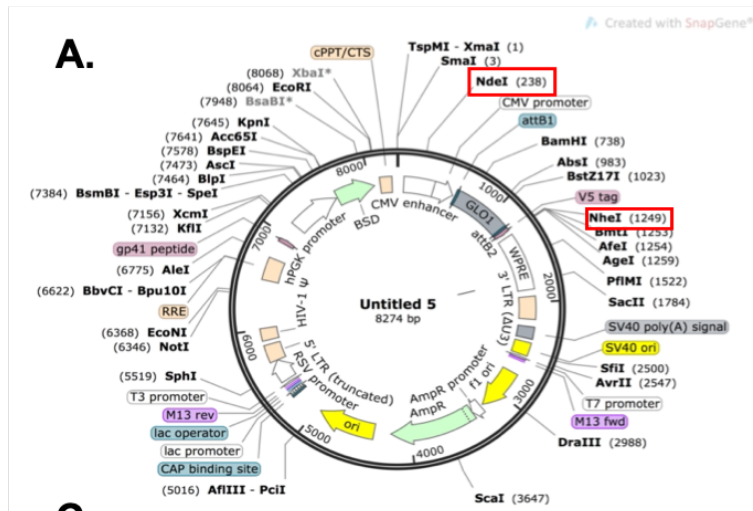 Created with SnapGene®
A.
cPPT/CTS
(8068) XbaI*
(8064) EcoRI
(7948) BsaBI*
(7645) KpnI
(7641) Acc65I
(7578) BspEI
(7473) AscI
(7464) BlpI
(7384) BsmBI - Esp3I - SpeI
(7156) XcmI
(7132) KflI
gp41 peptide
(6775) AleI
(6622) BbvCI - Bpu10I
RRE
(6368) EcoNI
(6346) NotI
(5519) SphI
T3 promoter
M13 rev
lac operator
lac promoter
CAP binding site
(5016) AflIII - PciI
TspMI - XmaI (1)
SmaI (3)
NdeI (238)
CMV promoter
attB1
BamHI (738)
AbsI (983)
BstZ17I (1023)
V5 tag
NheI (1249)
BmtI (1253)
AfeI (1254)
AgeI (1259)
PflMI (1522)
SacII (1784)
SV40 poly(A) signal
SV40 ori
SfiI (2500)
AvrII (2547)
T7 promoter
M13 fwd
DraIII (2988)
ScaI (3647)
8000
1000
2000
3000
4000
5000
6000
7000
CMV enhancer
GLO1
attB2
WPRE
3' LTR (ΔU3)
f1 ori
AmpR promoter
AmpR
ori
RSV promoter
5' LTR (truncated)
HIV-1 Ψ
hPGK promoter
BSD
Untitled 5
8274 bp